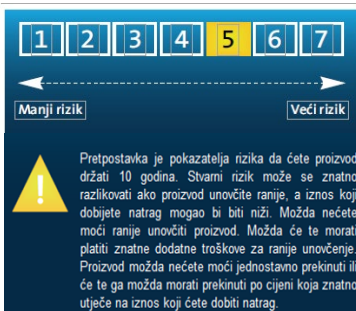 1 2 3 4 5 6 7
Manji rizik Veći rizik
Pretpostavka je pokazatelja rizika da ćete proizvod
držati 10 godina. Stvarni rizik može se znatno
razlikovati ako proizvod unovčite ranije, a iznos koji
dobijete natrag mogao bi biti niži. Možda nećete
moći ranije unovčiti proizvod. Možda će te morati
platiti znatne dodatne troškove za ranije unovčenje.
Proizvod možda nećete moći jednostavno prekinuti ili
će te ga možda morati prekinuti po cijeni koja znatno
utječe na iznos koji ćete dobiti natrag.